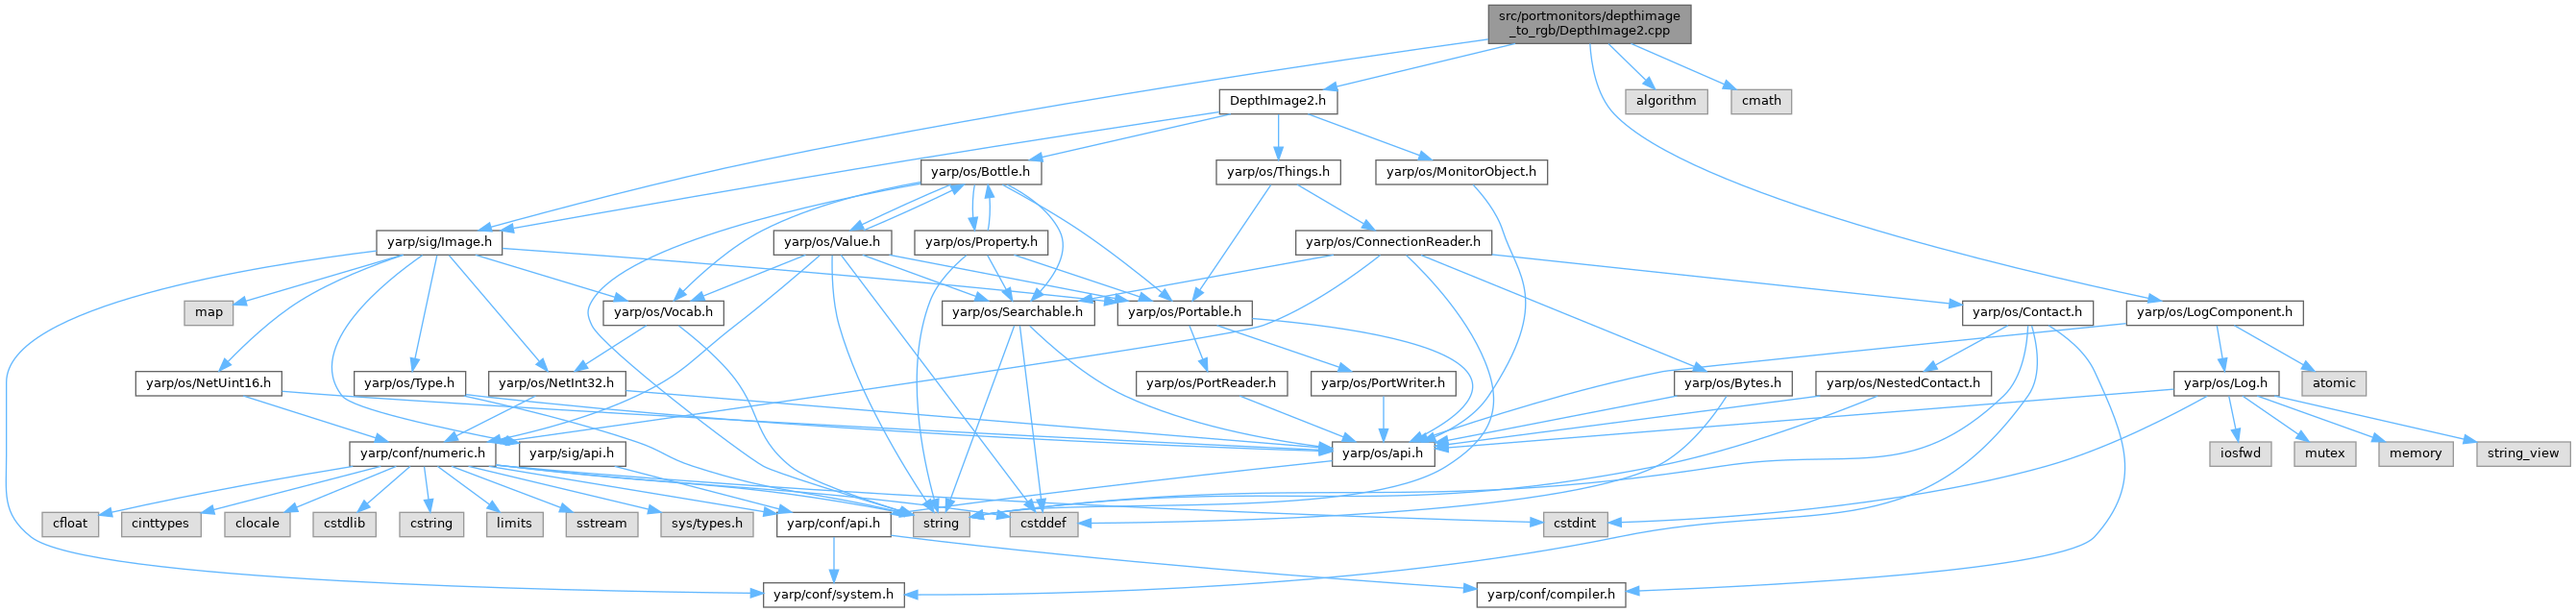 src/portmonitors/depthimage
_to_rgb/DepthImage2.cpp
DepthImage2.h
algorithm
cmath
yarp/os/Bottle.h
yarp/os/Things.h
yarp/os/MonitorObject.h
yarp/sig/Image.h
yarp/os/Value.h
yarp/os/Property.h
yarp/os/ConnectionReader.h
map
yarp/os/Vocab.h
yarp/os/Searchable.h
yarp/os/Portable.h
yarp/os/Contact.h
yarp/os/LogComponent.h
yarp/os/NetUint16.h
yarp/os/Type.h
yarp/os/NetInt32.h
yarp/os/PortReader.h
yarp/os/PortWriter.h
yarp/os/Bytes.h
yarp/os/NestedContact.h
yarp/os/Log.h
atomic
yarp/conf/numeric.h
yarp/sig/api.h
yarp/os/api.h
iosfwd
mutex
memory
string_view
cfloat
cinttypes
clocale
cstdlib
cstring
limits
sstream
sys/types.h
yarp/conf/api.h
string
cstddef
cstdint
yarp/conf/system.h
yarp/conf/compiler.h